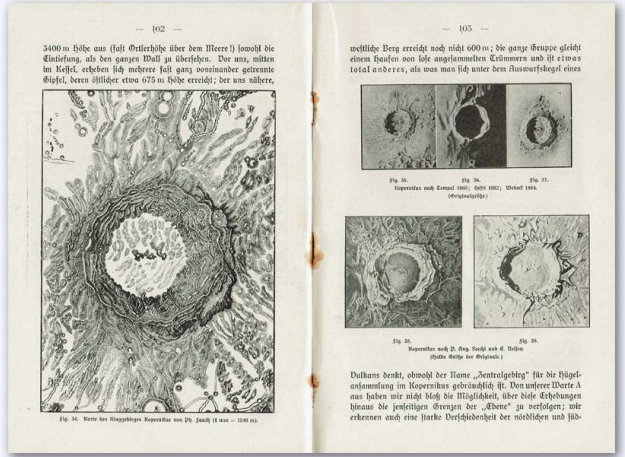 — 102 —
3400 m Höhe aus (fast Ortlerhöhe über dem Meere!) sowohl die
Eintiefung, als den ganzen Wall zu übersehen. Vor uns, mitten
im Kessel, erheben sich mehrere fast ganz voneinander getrennte
Gipfel, deren östlicher etwa 675 m Höhe erreicht; der uns nähere,
Fig. 34. Karte des Ringgebirges Kopernikus von Ph. Fauth (1 mm = 1140 m).
— 103 —
westliche Berg erreicht noch nicht 600 m; die ganze Gruppe gleicht
einem Haufen von lose angesammelten Trümmern und ist etwas
total anderes, als was man sich unter dem Auswurfskegel eines
Fig. 35. Fig. 36. Fig. 37.
Kopernikus nach Tempel 1860; Hesst 1882; Weinek 1884.
(Originalgröße.)
Fig. 38. Fig. 39.
Kopernikus nach P. Ang. Secchi und E. Neison.
(Halbe Größe der Originale.)
Vulkans denkt, obwohl der Name „Zentralgebirg“ für die Hügel-
ansammlung im Kopernikus gebräuchlich ist. Von unserer Warte A
aus haben wir nicht bloß die Möglichkeit, über diese Erhebungen
hinaus die jenseitigen Grenzen der „Ebene“ zu verfolgen; wir
erkennen auch eine starke Verschiedenheit der nördlichen und süd-